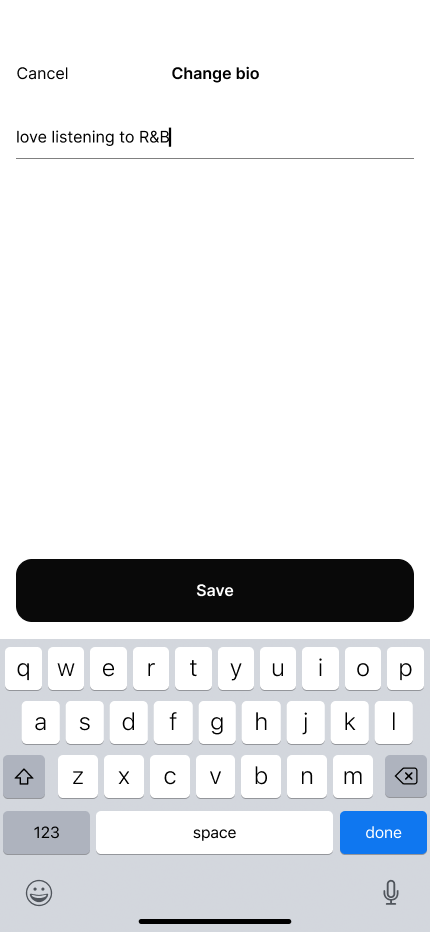 Cancel
Change bio
love listening to R&B
Save
q w e r t y u i o p
a s d f g h j k l
z x c v b n m
123 space done